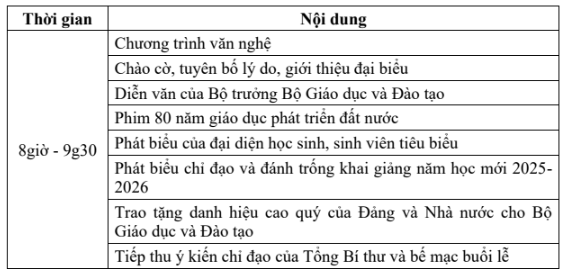 Thời gian
Nội dung
8giờ - 9g30
Chương trình văn nghệ
Chào cờ, tuyên bố lý do, giới thiệu đại biểu
Diễn văn của Bộ trưởng Bộ Giáo dục và Đào tạo
Phim 80 năm giáo dục phát triển đất nước
Phát biểu của đại diện học sinh, sinh viên tiêu biểu
Phát biểu chỉ đạo và đánh trống khai giảng năm học mới 2025-
2026
Trao tặng danh hiệu cao quý của Đảng và Nhà nước cho Bộ
Giáo dục và Đào tạo
Tiếp thu ý kiến chỉ đạo của Tổng Bí thư và bế mạc buổi lễ